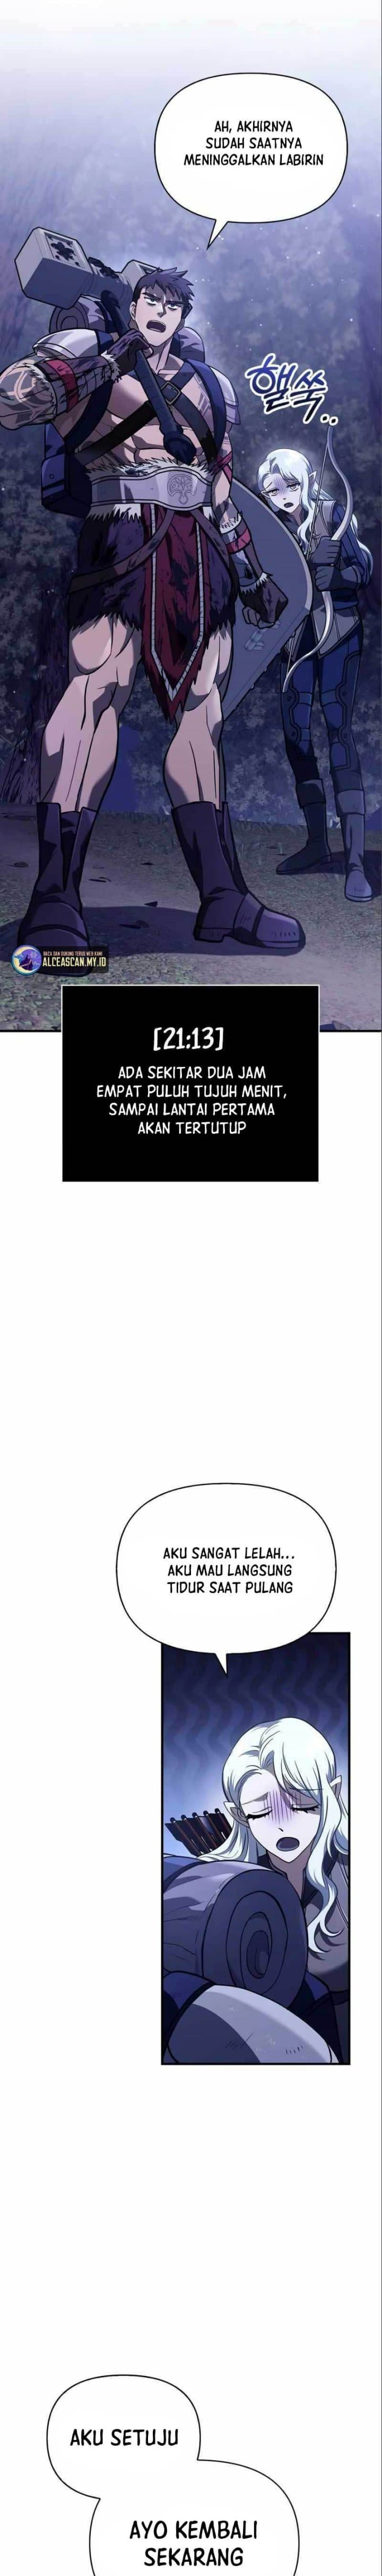 AH, AKHIRNYA
SUDAH SAATNYA
MENINGGALKAN LABIRIN
핼쑥..
BACA DAN DUKUNG TERUS WEB KAMI
ALCEASCAN.MY.ID
[21:13]
ADA SEKITAR DUA JAM
EMPAT PULUH TUJUH MENIT,
SAMPAI LANTAI PERTAMA
AKAN TERTUTUP
AKU SANGAT LELAH...
AKU MAU LANGSUNG
TIDUR SAAT PULANG
AKU SETUJU
AYO KEMBALI
SEKARANG